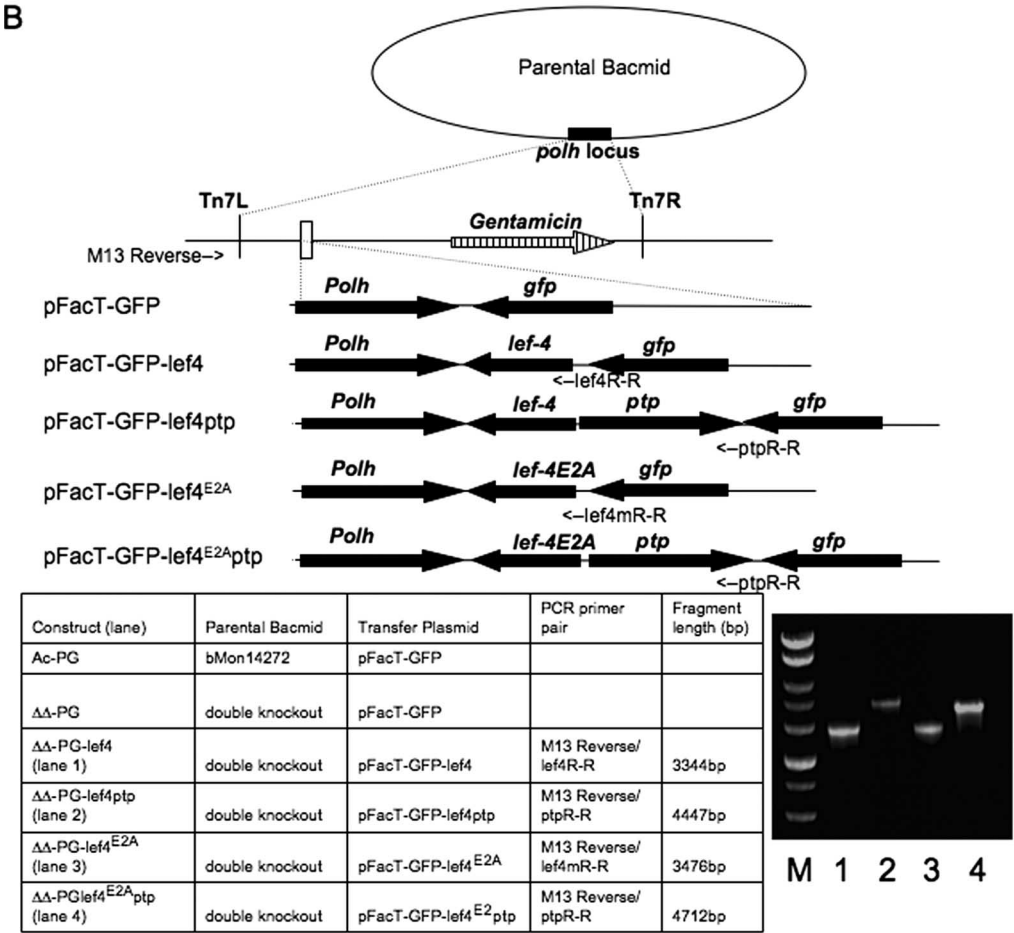 B
Parental Bacmid
polh locus
Tn7L
Tn7R
Gentamicin
M13 Reverse–>
Polh gfp
pFacT-GFP
Polh lef-4 gfp
pFacT-GFP-lef4
<–lef4R-R
Polh lef-4 ptp gfp
pFacT-GFP-lef4ptp
<–ptpR-R
Polh lef-4E2A gfp
pFacT-GFP-lef4E2A
<–lef4mR-R
Polh lef-4E2A ptp gfp
pFacT-GFP-lef4E2Aptp
<–ptpR-R
Construct (lane) Parental Bacmid Transfer Plasmid PCR primer pair Fragment length (bp)
Ac-PG bMon14272 pFacT-GFP
ΔΔ-PG double knockout pFacT-GFP
ΔΔ-PG-lef4 (lane 1) double knockout pFacT-GFP-lef4 M13 Reverse/ lef4R-R 3344bp
ΔΔ-PG-lef4ptp (lane 2) double knockout pFacT-GFP-lef4ptp M13 Reverse/ ptpR-R 4447bp
ΔΔ-PG-lef4E2A (lane 3) double knockout pFacT-GFP-lef4E2A M13 Reverse/ lef4mR-R 3476bp
ΔΔ-PGlef4E2Aptp (lane 4) double knockout pFacT-GFP-lef4E2ptp M13 Reverse/ ptpR-R 4712bp
M 1 2 3 4